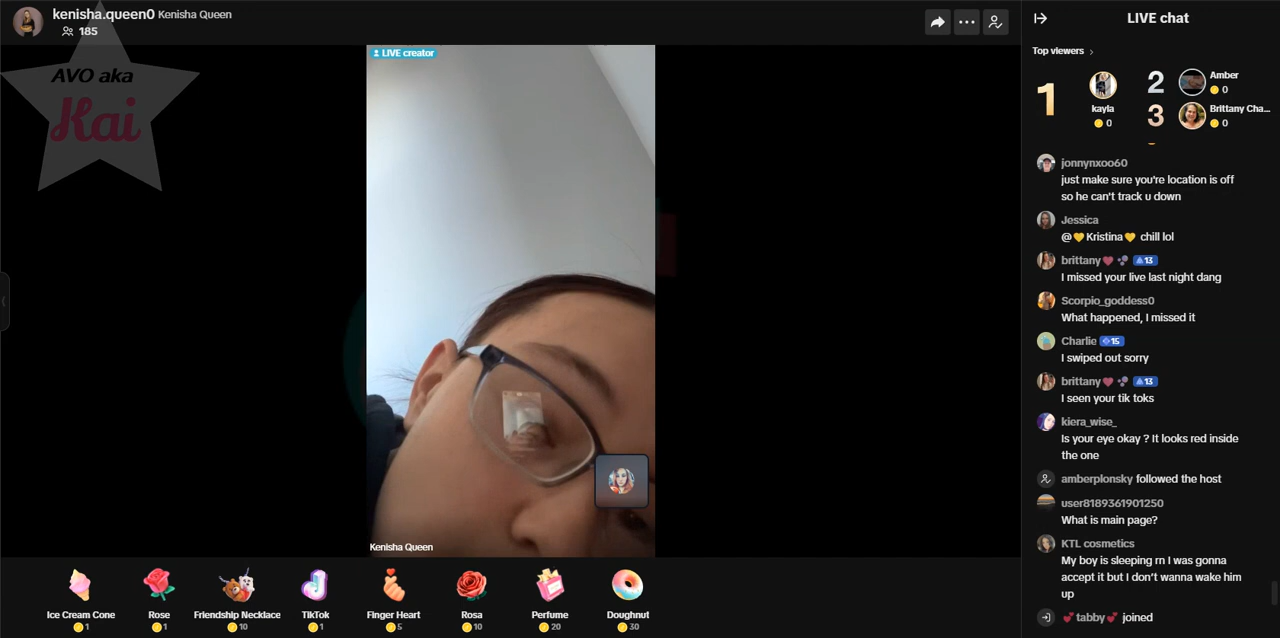 kenisha.queen0 Kenisha Queen
185
AVO aka
Kai
LIVE creator
Kenisha Queen
Ice Cream Cone
1
Rose
1
Friendship Necklace
10
TikTok
1
Finger Heart
5
Rosa
10
Perfume
20
Doughnut
30
LIVE chat
Top viewers
1
kayla
0
2
Amber
0
3
Brittany Cha...
0
jonnynxoo60
just make sure you're location is off
so he can't track u down
Jessica
@💛Kristina💛 chill lol
brittany❤️ 13
I missed your live last night dang
Scorpio_goddess0
What happened, I missed it
Charlie 15
I swiped out sorry
brittany❤️ 13
I seen your tik toks
kiera_wise_
Is your eye okay ? It looks red inside
the one
amberplonsky followed the host
user8189361901250
What is main page?
KTL cosmetics
My boy is sleeping rn I was gonna
accept it but I don't wanna wake him
up
💕tabby💕 joined